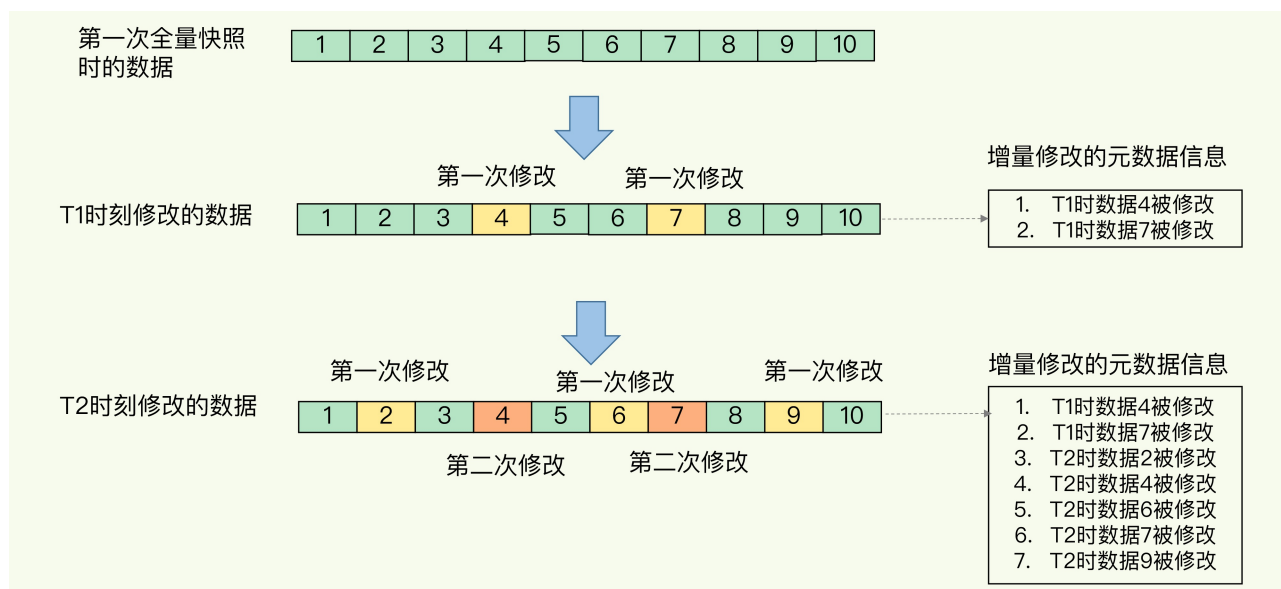 第一次全量快照
时的数据
1 2 3 4 5 6 7 8 9 10
第一次修改 第一次修改
T1时刻修改的数据
1 2 3 4 5 6 7 8 9 10
增量修改的元数据信息
1. T1时数据4被修改
2. T1时数据7被修改
第一次修改 第一次修改 第一次修改
T2时刻修改的数据
1 2 3 4 5 6 7 8 9 10
第二次修改 第二次修改
增量修改的元数据信息
1. T1时数据4被修改
2. T1时数据7被修改
3. T2时数据2被修改
4. T2时数据4被修改
5. T2时数据6被修改
6. T2时数据7被修改
7. T2时数据9被修改